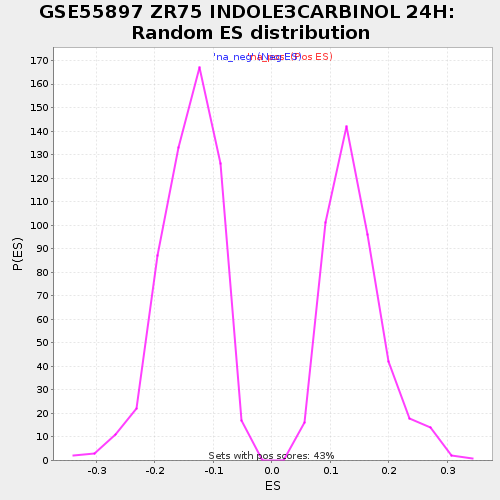 GSE55897 ZR75 INDOLE3CARBINOL 24H:
Random ES distribution
(Pos ES)
170
160
150
140
130
120
110
100
90
80
70
60
50
40
30
20
10
0
P(ES)
Sets with pos scores: 43%
-0.3 -0.2 -0.1 0.0 0.1 0.2 0.3
ES